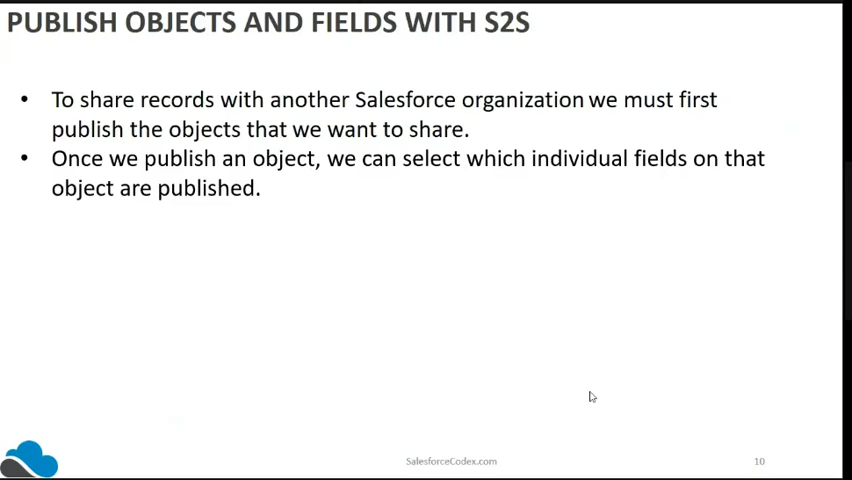 PUBLISH OBJECTS AND FIELDS WITH S2S
• To share records with another Salesforce organization we must first
publish the objects that we want to share.
• Once we publish an object, we can select which individual fields on that
object are published.
SalesforceCodex.com
10